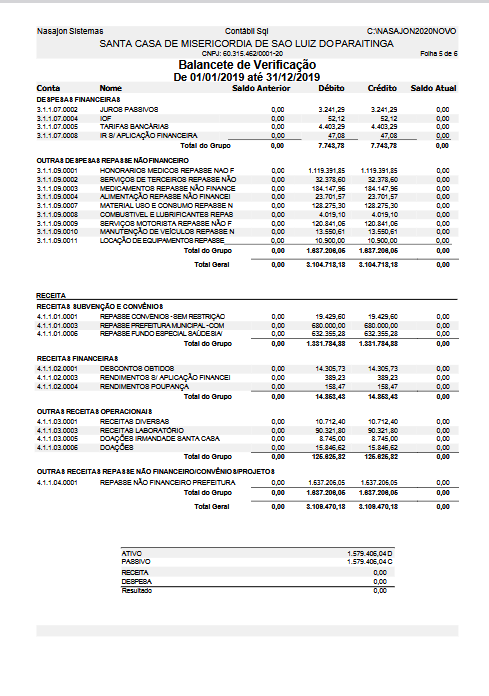 Nasajon Sistemas Contábil Sql C:\NASAJON2020NOVO
SANTA CASA DE MISERICORDIA DE SAO LUIZ DO PARAITINGA
CNPJ: 60.315.462/0001-20 Folha 5 de 6
Balancete de Verificação
De 01/01/2019 até 31/12/2019
Conta Nome Saldo Anterior Débito Crédito Saldo Atual
DESPESAS FINANCEIRAS
3.1.1.07.0002 JUROS PASSIVOS 0,00 3.241,29 3.241,29 0,00
3.1.1.07.0004 IOF 0,00 52,12 52,12 0,00
3.1.1.07.0005 TARIFAS BANCÁRIAS 0,00 4.403,29 4.403,29 0,00
3.1.1.07.0008 IR S/ APLICAÇÃO FINANCEIRA 0,00 47,08 47,08 0,00
Total do Grupo 0,00 7.743,78 7.743,78 0,00
OUTRAS DESPESAS REPASSE NÃO FINANCEIRO
3.1.1.09.0001 HONORARIOS MEDICOS REPASSE NAO F 0,00 1.119.391,85 1.119.391,85 0,00
3.1.1.09.0002 SERVIÇOS DE TERCEIROS REPASSE NÃO 0,00 32.378,60 32.378,60 0,00
3.1.1.09.0003 MEDICAMENTOS REPASSE NÃO FINANCE 0,00 184.147,96 184.147,96 0,00
3.1.1.09.0004 ALIMENTAÇÃO REPASSE NÃO FINANCEI 0,00 23.701,57 23.701,57 0,00
3.1.1.09.0007 MATERIAL USO E CONSUMO REPASSE N 0,00 128.275,30 128.275,30 0,00
3.1.1.09.0008 COMBUSTIVEL E LUBRIFICANTES REPAS 0,00 4.019,10 4.019,10 0,00
3.1.1.09.0009 SERVIÇOS MOTORISTA REPASSE NÃO F 0,00 120.841,06 120.841,06 0,00
3.1.1.09.0010 MANUTENÇÃO DE VEÍCULOS REPASSE N 0,00 13.550,61 13.550,61 0,00
3.1.1.09.0011 LOCAÇÃO DE EQUIPAMENTOS REPASSE 0,00 10.900,00 10.900,00 0,00
Total do Grupo 0,00 1.637.206,05 1.637.206,05 0,00
Total Geral 0,00 3.104.718,18 3.104.718,18 0,00
RECEITA
RECEITAS SUBVENÇÃO E CONVÊNIOS
4.1.1.01.0001 REPASSE CONVENIOS - SEM RESTRIÇÃO 0,00 19.429,60 19.429,60 0,00
4.1.1.01.0003 REPASSE PREFEITURA MUNICIPAL -COM 0,00 680.000,00 680.000,00 0,00
4.1.1.01.0006 REPASSE FUNDO ESPECIAL SAÚDESIA/ 0,00 632.355,28 632.355,28 0,00
Total do Grupo 0,00 1.331.784,88 1.331.784,88 0,00
RECEITAS FINANCEIRAS
4.1.1.02.0001 DESCONTOS OBTIDOS 0,00 14.305,73 14.305,73 0,00
4.1.1.02.0003 RENDIMENTOS S/ APLICAÇÃO FINANCEI 0,00 389,23 389,23 0,00
4.1.1.02.0004 RENDIMENTOS POUPANÇA 0,00 158,47 158,47 0,00
Total do Grupo 0,00 14.853,43 14.853,43 0,00
OUTRAS RECEITAS OPERACIONAIS
4.1.1.03.0001 RECEITAS DIVERSAS 0,00 10.712,40 10.712,40 0,00
4.1.1.03.0003 RECEITAS LABORATÓRIO 0,00 90.321,80 90.321,80 0,00
4.1.1.03.0005 DOAÇÕES IRMANDADE SANTA CASA 0,00 8.745,00 8.745,00 0,00
4.1.1.03.0006 DOAÇÕES 0,00 15.846,62 15.846,62 0,00
Total do Grupo 0,00 125.625,82 125.625,82 0,00
OUTRAS RECEITAS REPASSE NÃO FINANCEIRO/CONVÊNIOS/PROJETOS
4.1.1.04.0001 REPASSE NÃO FINANCEIRO PREFEITURA 0,00 1.637.206,05 1.637.206,05 0,00
Total do Grupo 0,00 1.637.206,05 1.637.206,05 0,00
Total Geral 0,00 3.109.470,18 3.109.470,18 0,00
ATIVO 1.579.406,04 D
PASSIVO 1.579.406,04 C
RECEITA 0,00
DESPESA 0,00
Resultado 0,00